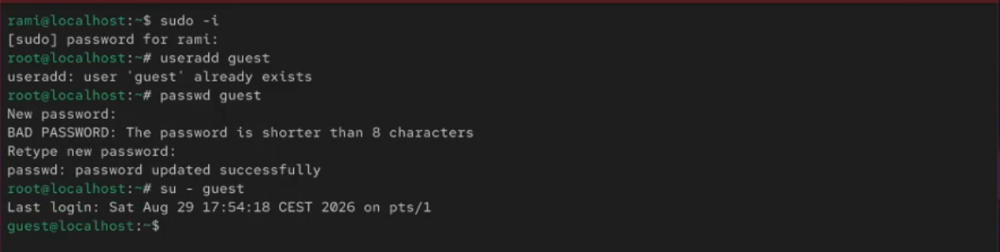 rami@localhost:~$ sudo -i
[sudo] password for rami:
root@localhost:~# useradd guest
useradd: user 'guest' already exists
root@localhost:~# passwd guest
New password:
BAD PASSWORD: The password is shorter than 8 characters
Retype new password:
passwd: password updated successfully
root@localhost:~# su - guest
Last login: Sat Aug 29 17:54:18 CEST 2026 on pts/1
guest@localhost:~$